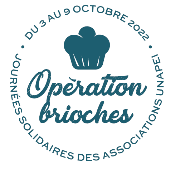 • DU 3 AU 9 OCTOBRE 2022 •
Opération
brioches
JOURNÉES SOLIDAIRES DES ASSOCIATIONS UNAPEI